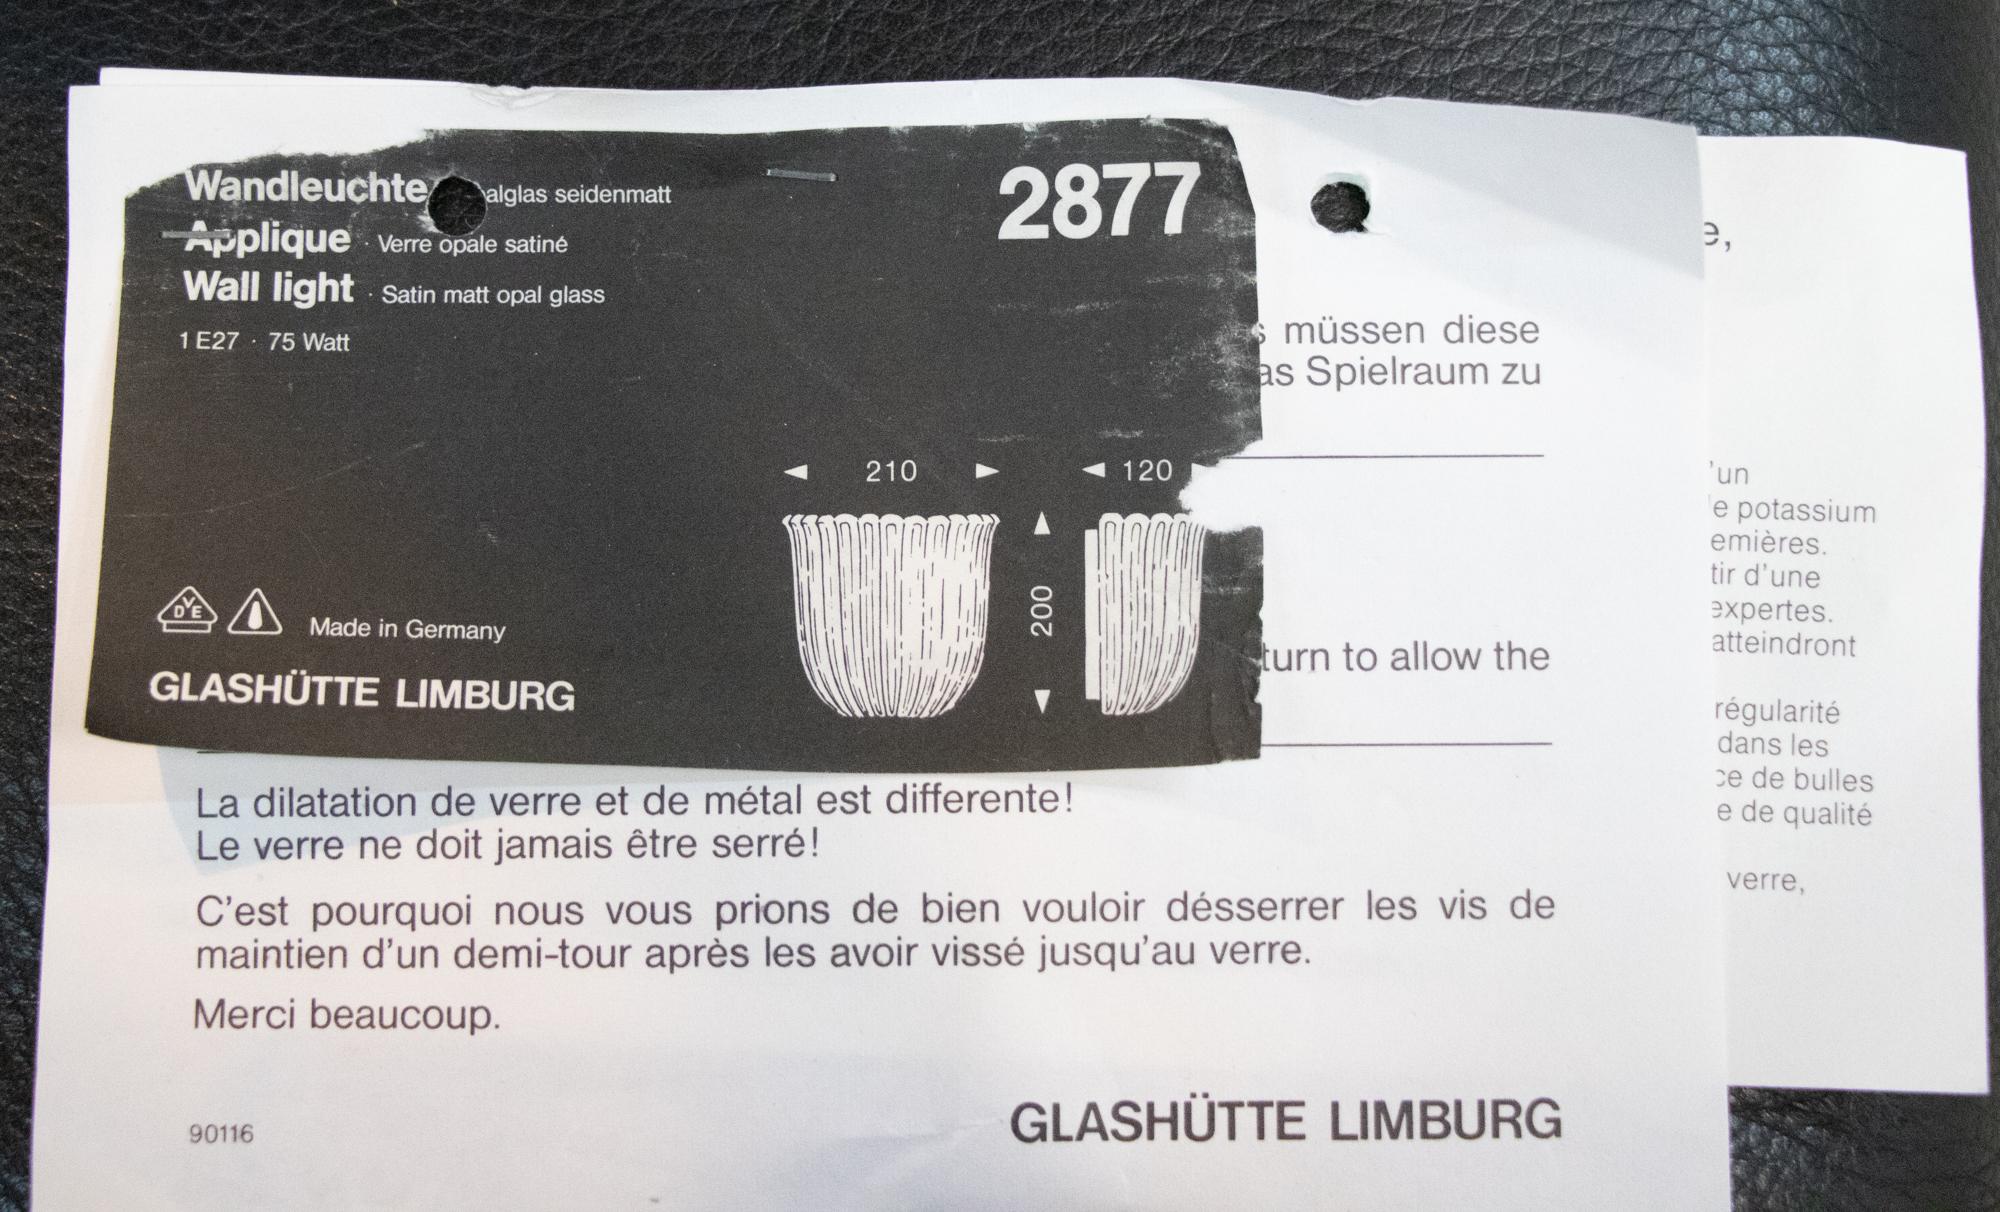 Wandleuchte alglas seidenmatt
Applique · Verre opale satiné
Wall light · Satin matt opal glass
1 E27 · 75 Watt
2877
210
120
200
DVE
Made in Germany
GLASHÜTTE LIMBURG
müssen diese
as Spielraum zu
turn to allow the
La dilatation de verre et de métal est differente!
Le verre ne doit jamais être serré!
C'est pourquoi nous vous prions de bien vouloir désserrer les vis de
maintien d'un demi-tour après les avoir vissé jusqu'au verre.
Merci beaucoup.
90116
GLASHÜTTE LIMBURG
e,
'un
e potassium
emières.
tir d'une
expertes.
atteindront
régularité
dans les
ce de bulles
e de qualité
verre,